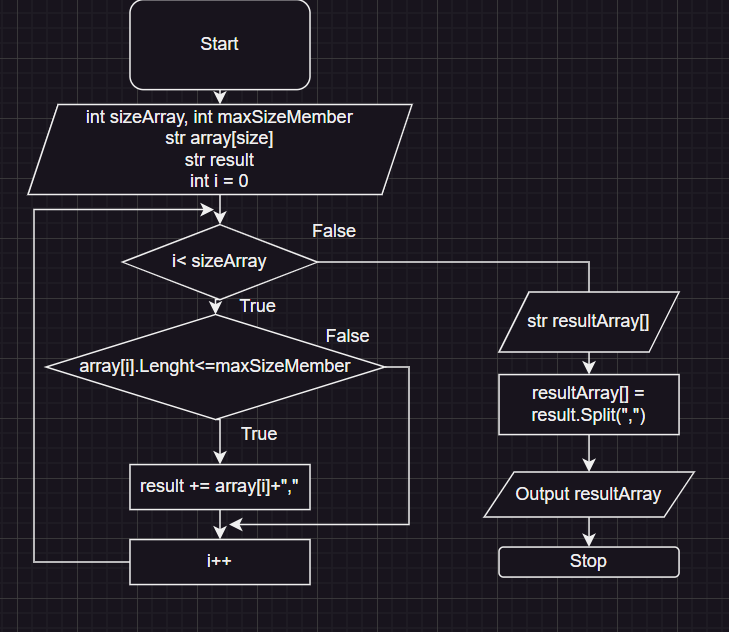 Start
int sizeArray, int maxSizeMember
str array[size]
str result
int i = 0
i< sizeArray
False
True
array[i].Lenght<=maxSizeMember
False
True
result += array[i]+","
i++
str resultArray[]
resultArray[] =
result.Split(",")
Output resultArray
Stop